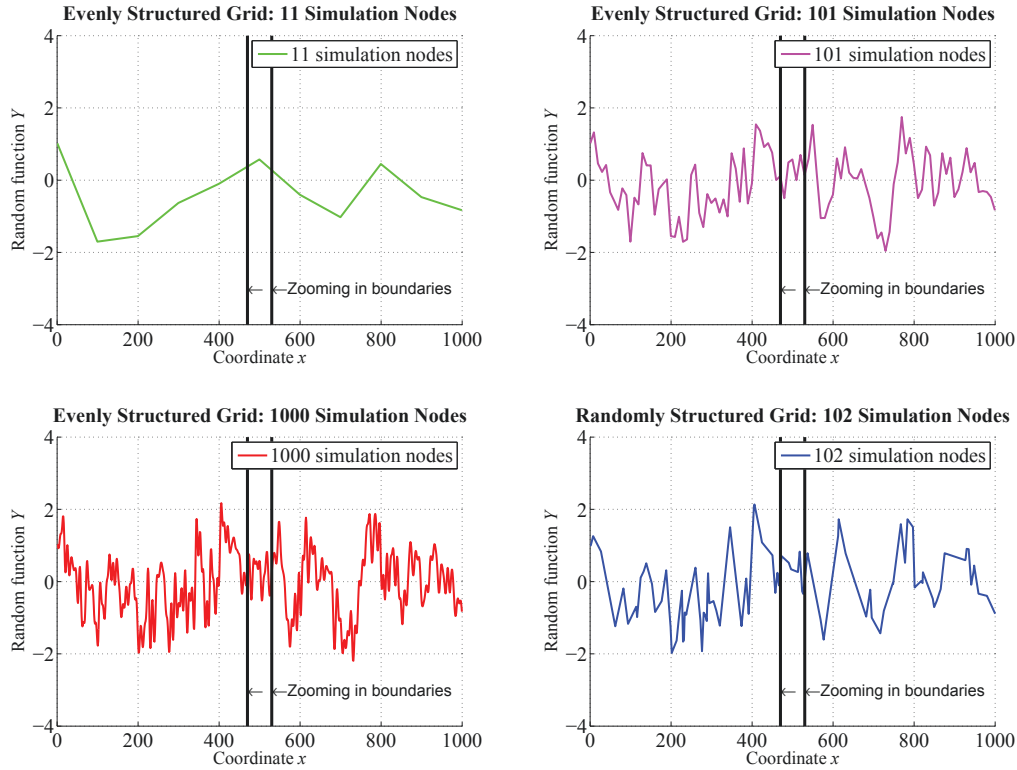 Evenly Structured Grid: 11 Simulation Nodes
4
2
0
−2
−4
Random function Y
11 simulation nodes
←
←Zooming in boundaries
0
200
400
600
800
1000
Coordinate x
Evenly Structured Grid: 101 Simulation Nodes
4
2
0
−2
−4
Random function Y
101 simulation nodes
←
←Zooming in boundaries
0
200
400
600
800
1000
Coordinate x
Evenly Structured Grid: 1000 Simulation Nodes
4
2
0
−2
−4
Random function Y
1000 simulation nodes
←
←Zooming in boundaries
0
200
400
600
800
1000
Coordinate x
Randomly Structured Grid: 102 Simulation Nodes
4
2
0
−2
−4
Random function Y
102 simulation nodes
←
←Zooming in boundaries
0
200
400
600
800
1000
Coordinate x